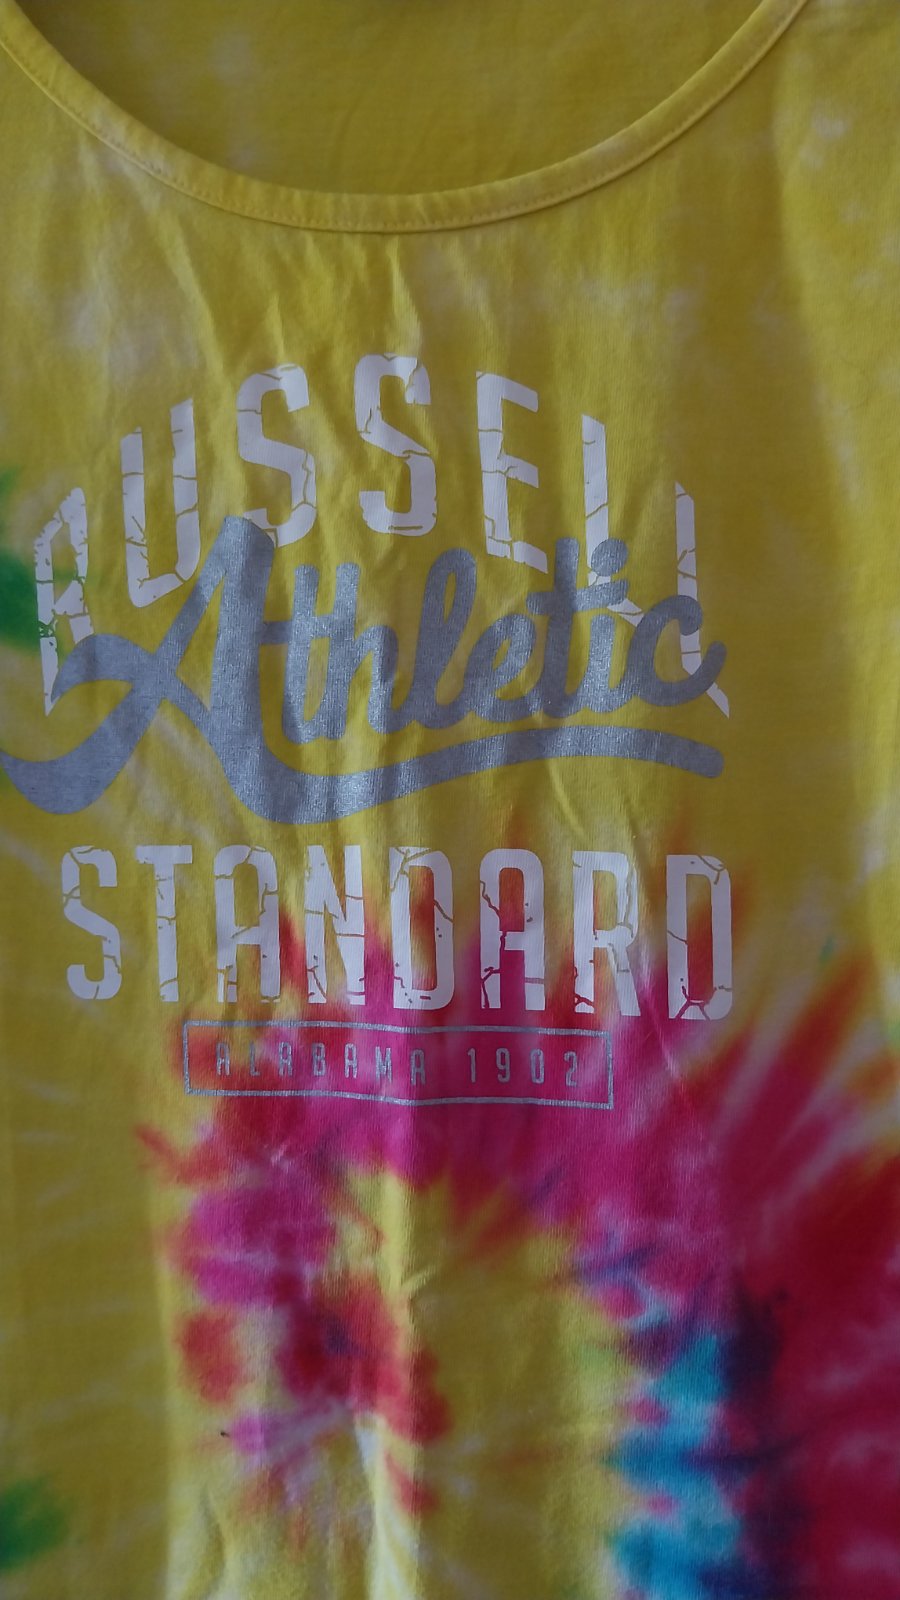 RUSSELL
Athletic
STANDARD
ALABAMA 1902